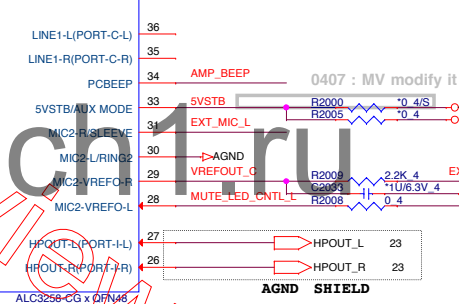 LINE1-L(PORT-C-L) 36
LINE1-R(PORT-C-R) 35
PCBEEP 34 AMP_BEEP
0407 : MV modify it
5VSTB/AUX MODE 33 5VSTB R2000 *0_4/S
R2005 *0_4
MIC2-R/SLEEVE 31 EXT_MIC_L
MIC2-L/RING2 30 AGND
MIC2-VREFO-R 29 VREFOUT_C R2009 2.2K_4
C2033 *1U/6.3V_4
MIC2-VREFO-L 28 MUTE_LED_CNTL_L R2008 0_4
HPOUT-L(PORT-I-L) 27 HPOUT_L 23
HPOUT-R(PORT-I-R) 26 HPOUT_R 23
AGND SHIELD
ALC3258-CG x QFN48
ch1.ru